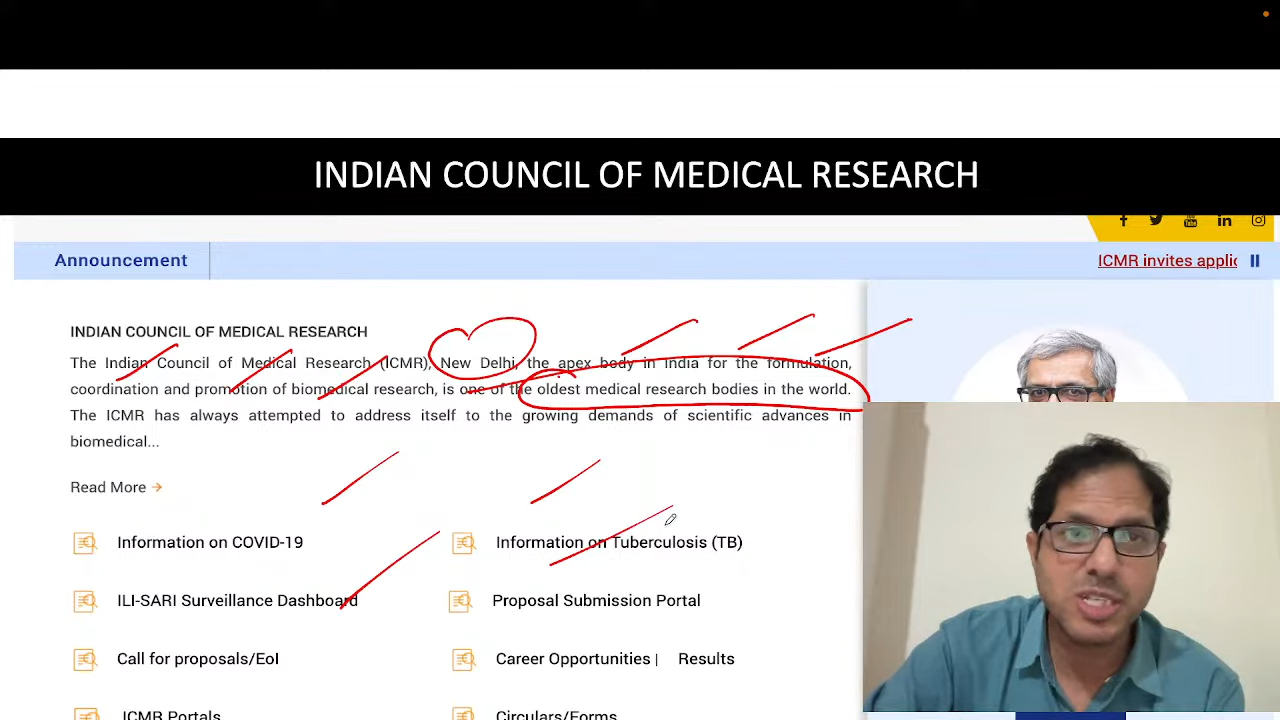 INDIAN COUNCIL OF MEDICAL RESEARCH
Announcement
ICMR invites applic
INDIAN COUNCIL OF MEDICAL RESEARCH
The Indian Council of Medical Research (ICMR), New Delhi, the apex body in India for the formulation,
coordination and promotion of biomedical research, is one of the oldest medical research bodies in the world.
The ICMR has always attempted to address itself to the growing demands of scientific advances in
biomedical...
Read More
Information on COVID-19
Information on Tuberculosis (TB)
ILI-SARI Surveillance Dashboard
Proposal Submission Portal
Call for proposals/EoI
Career Opportunities | Results
ICMR Portals
Circulars/Forms